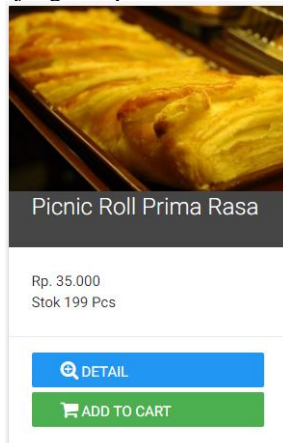 Picnic Roll Prima Rasa
Rp. 35.000
Stok 199 Pcs
DETAIL
ADD TO CART